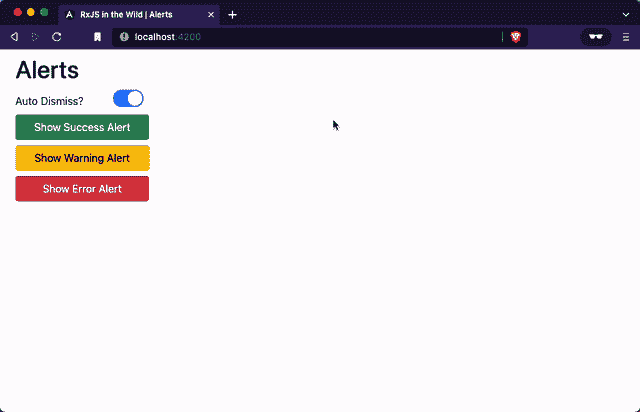 RxJS in the Wild | Alerts
localhost:4200
Alerts
Auto Dismiss?
Show Success Alert
Show Warning Alert
Show Error Alert